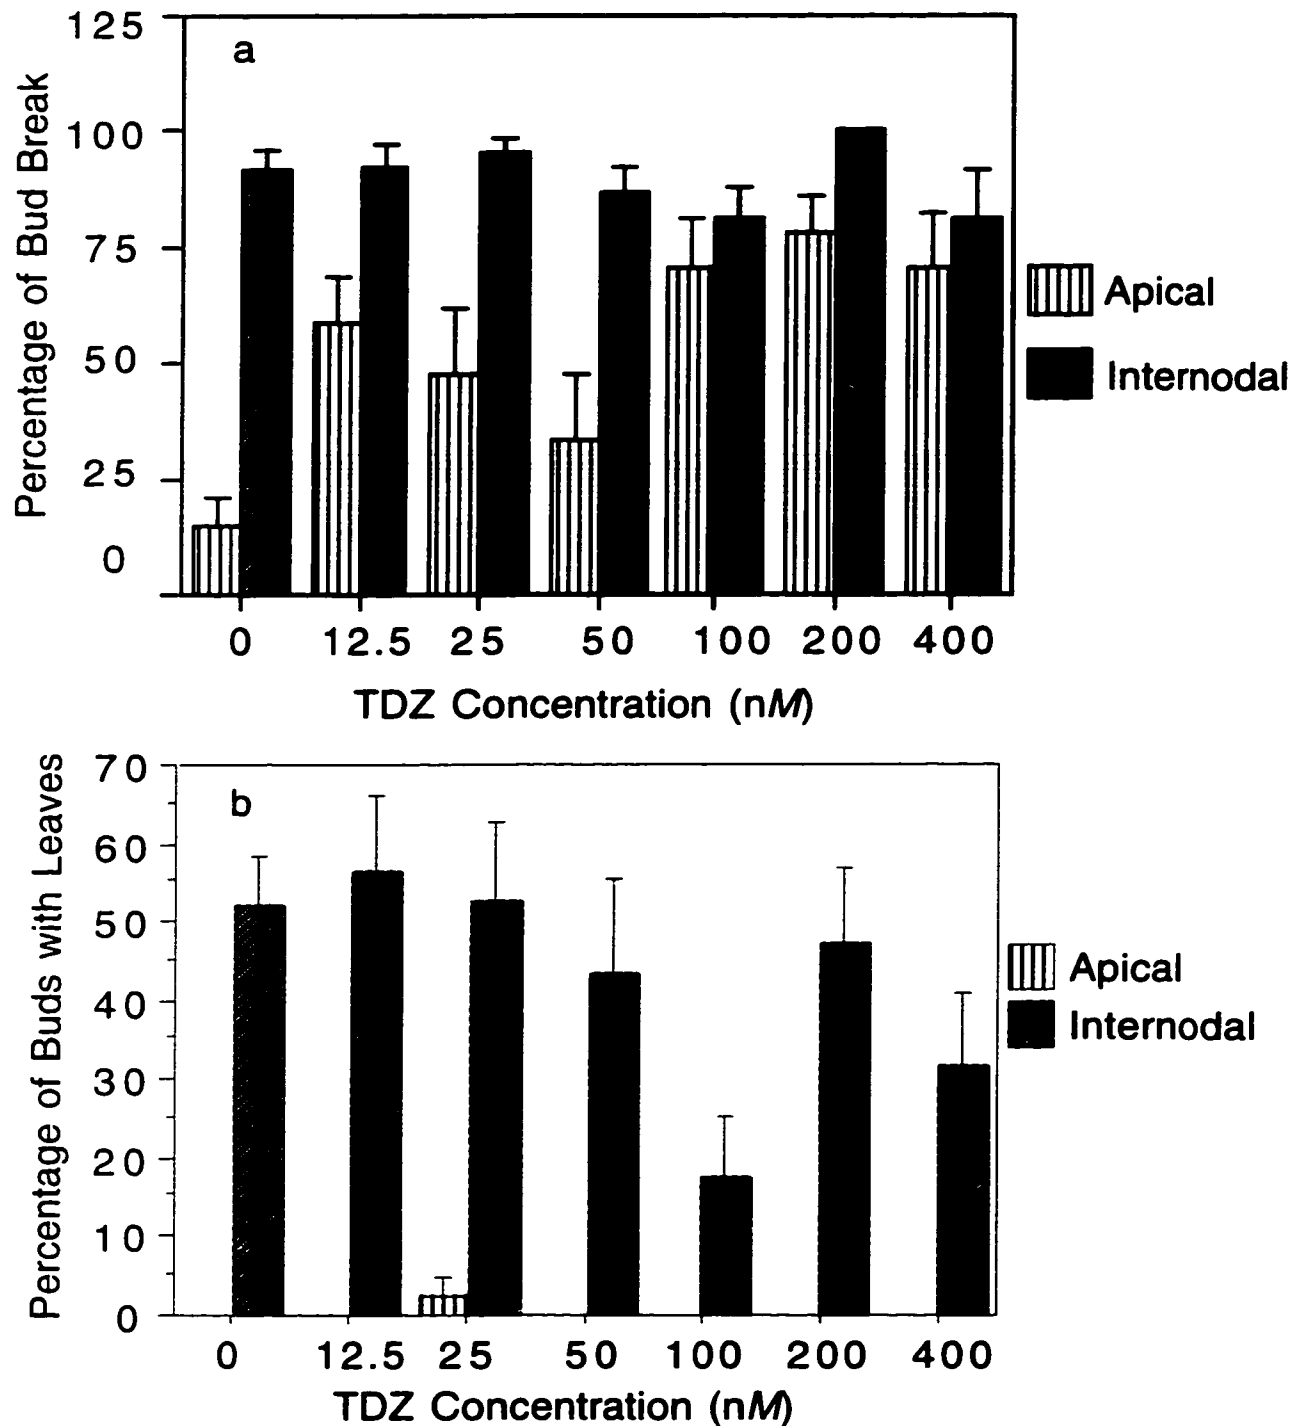 125
a
100
75
50
25
0
Percentage of Bud Break
Apical
Internodal
0 12.5 25 50 100 200 400
TDZ Concentration (nM)
70
b
60
50
40
30
20
10
0
Percentage of Buds with Leaves
Apical
Internodal
0 12.5 25 50 100 200 400
TDZ Concentration (nM)